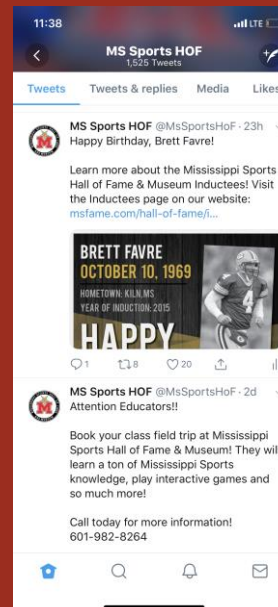 11:38
LTE
MS Sports HOF
1,525 Tweets
Tweets Tweets & replies Media Likes
MS Sports HOF @MsSportsHoF · 23h
Happy Birthday, Brett Favre!
Learn more about the Mississippi Sports
Hall of Fame & Museum Inductees! Visit
the Inductees page on our website:
msfame.com/hall-of-fame/i...
BRETT FAVRE
OCTOBER 10, 1969
HOMETOWN: KILN, MS
YEAR OF INDUCTION: 2015
HAPPY
4
1 8 20
MS Sports HOF @MsSportsHoF · 2d
Attention Educators!!
Book your class field trip at Mississippi
Sports Hall of Fame & Museum! They will
learn a ton of Mississippi Sports
knowledge, play interactive games and
so much more!
Call today for more information!
601-982-8264